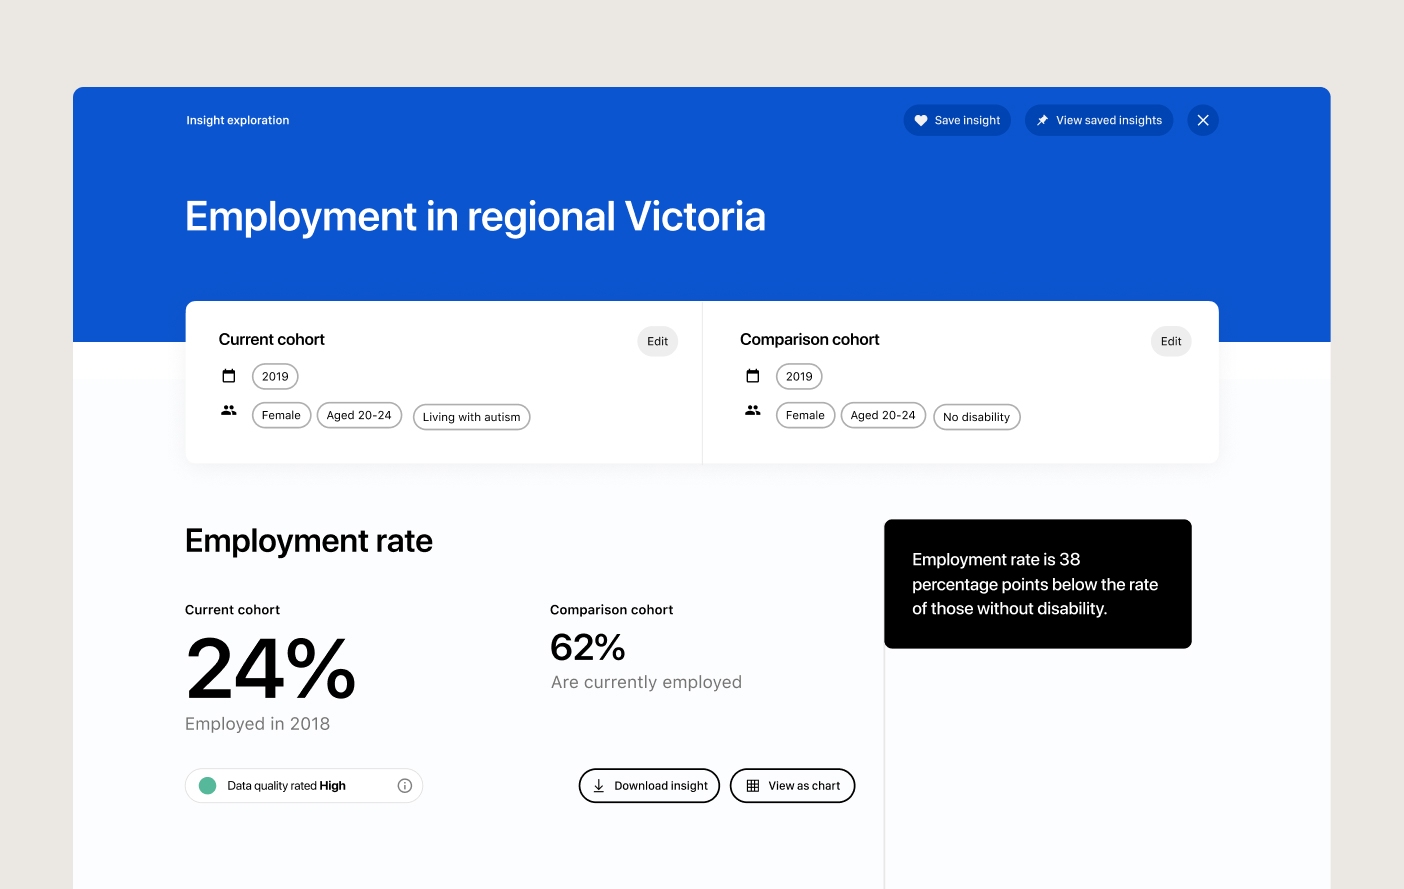 Insight exploration
Save insight
View saved insights
Employment in regional Victoria
Current cohort
Edit
2019
Female
Aged 20-24
Living with autism
Comparison cohort
Edit
2019
Female
Aged 20-24
No disability
Employment rate
Current cohort
24%
Employed in 2018
Comparison cohort
62%
Are currently employed
Data quality rated High
Download insight
View as chart
Employment rate is 38
percentage points below the rate
of those without disability.